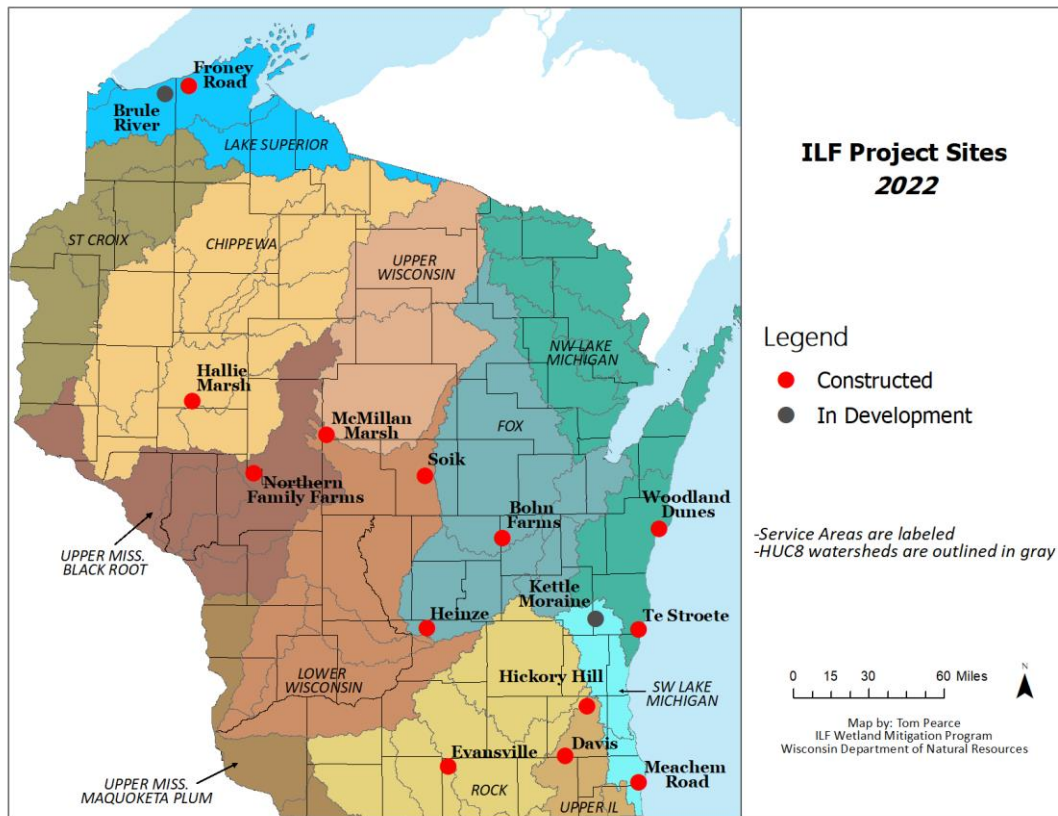 Froney
Road
Brule
River
LAKE SUPERIOR
ST CROIX
CHIPPEWA
UPPER
WISCONSIN
NW LAKE
MICHIGAN
Hallie
Marsh
McMillan
Marsh
FOX
Soik
Northern
Family Farms
Bohn
Farms
Woodland
Dunes
UPPER MISS.
BLACK ROOT
Kettle
Moraine
Heinze
Te Stroete
LOWER
WISCONSIN
Hickory Hill
SW LAKE
MICHIGAN
Evansville
Davis
UPPER MISS.
MAQUOKETA PLUM
ROCK
UPPER IL
Meachem
Road
ILF Project Sites
2022
Legend
Constructed
In Development
-Service Areas are labeled
-HUC8 watersheds are outlined in gray
0 15 30 60 Miles
N
Map by: Tom Pearce
ILF Wetland Mitigation Program
Wisconsin Department of Natural Resources